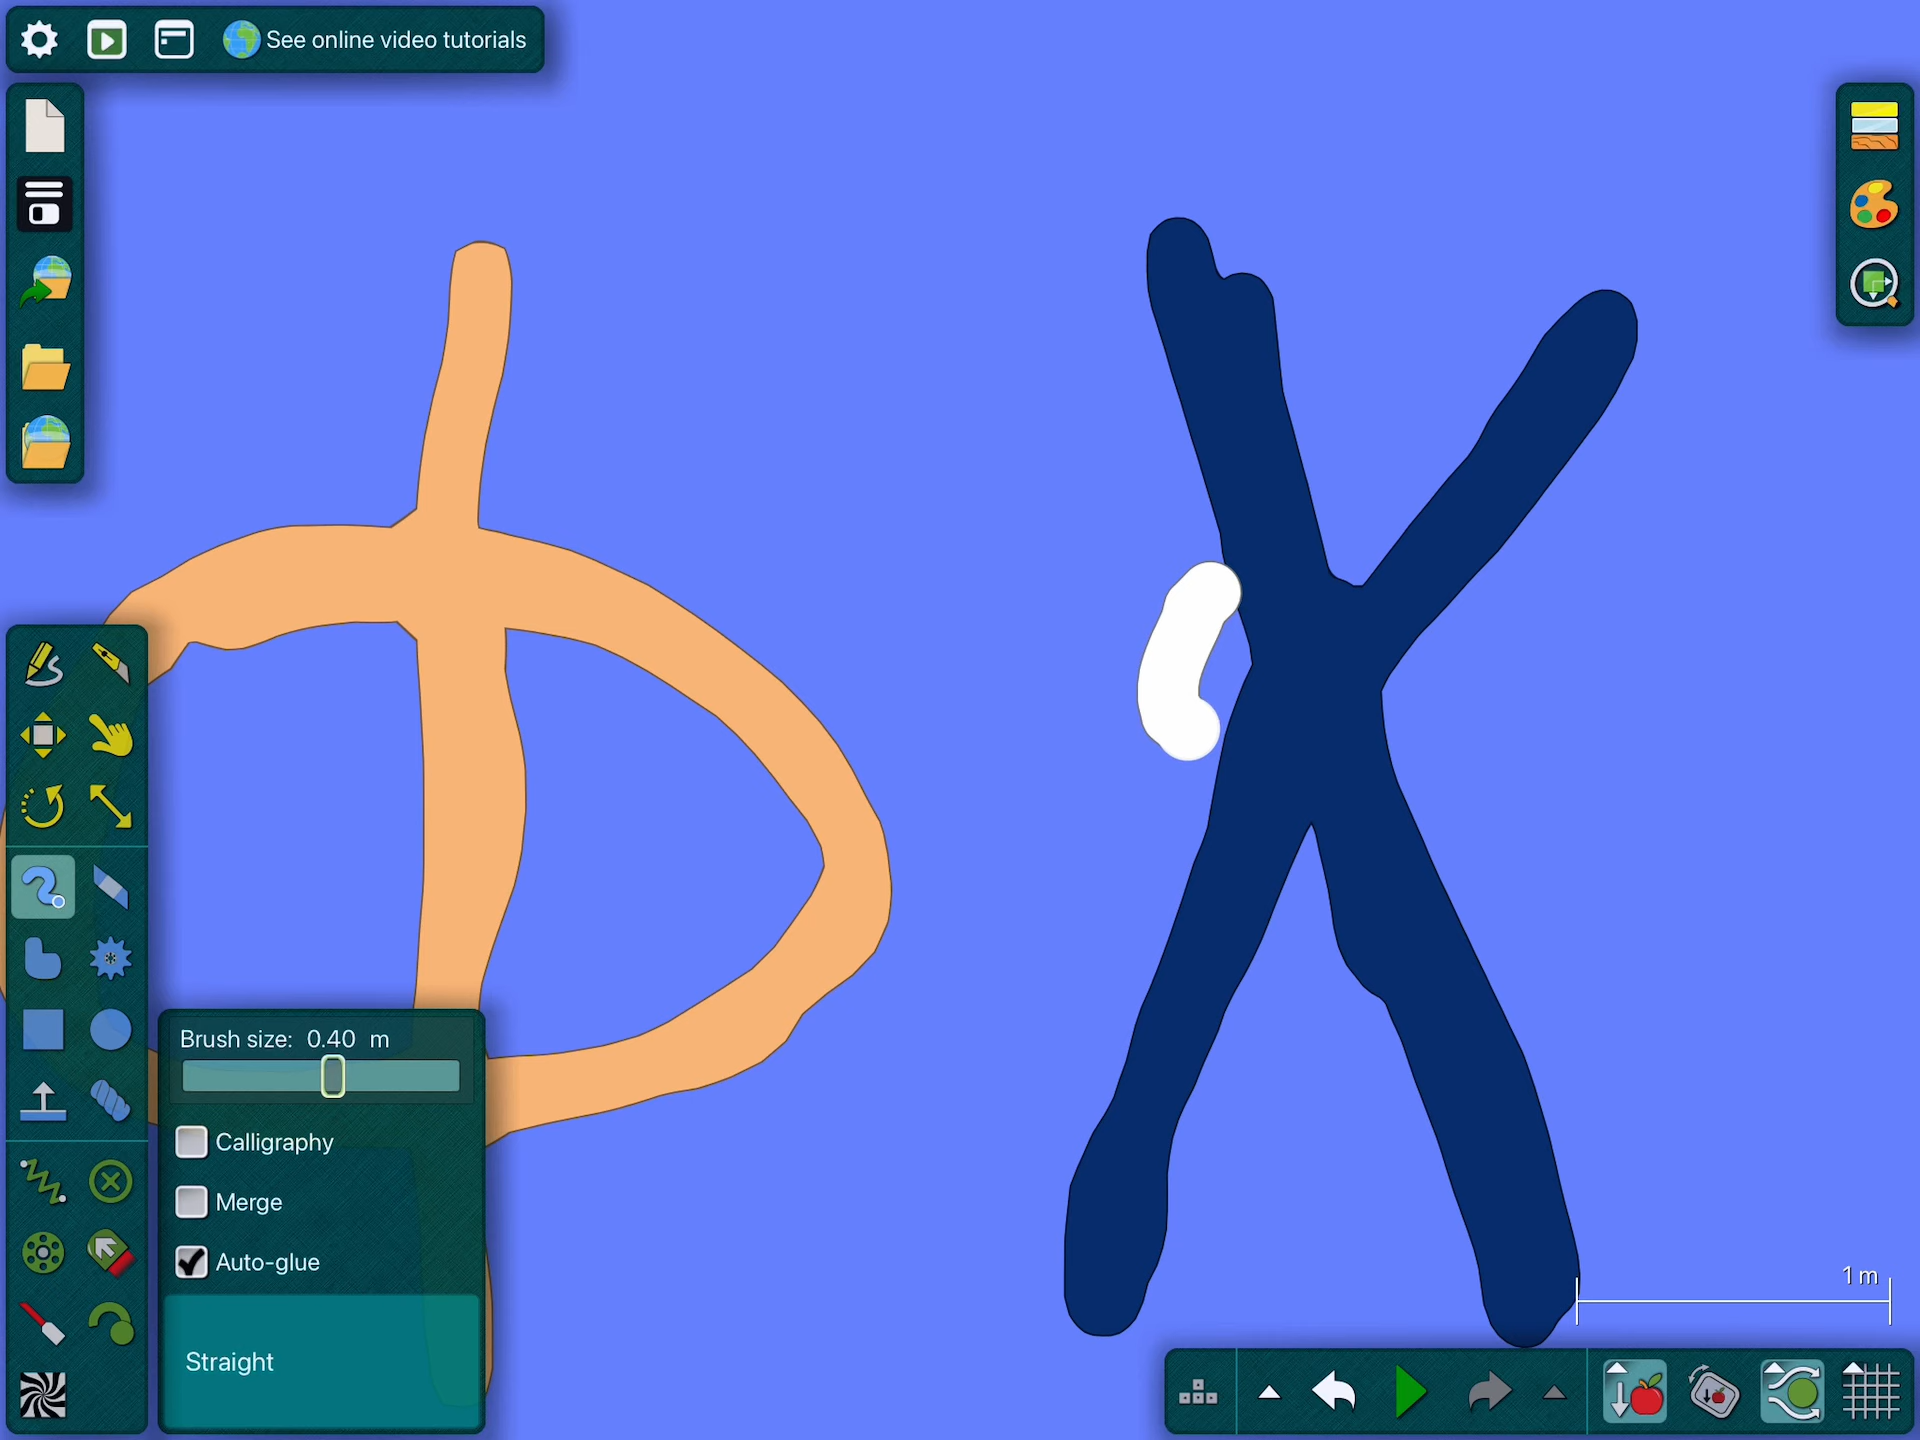 See online video tutorials
Ф Х
Brush size: 0.40 m
Calligraphy
Merge
Auto-glue
Straight
1 m